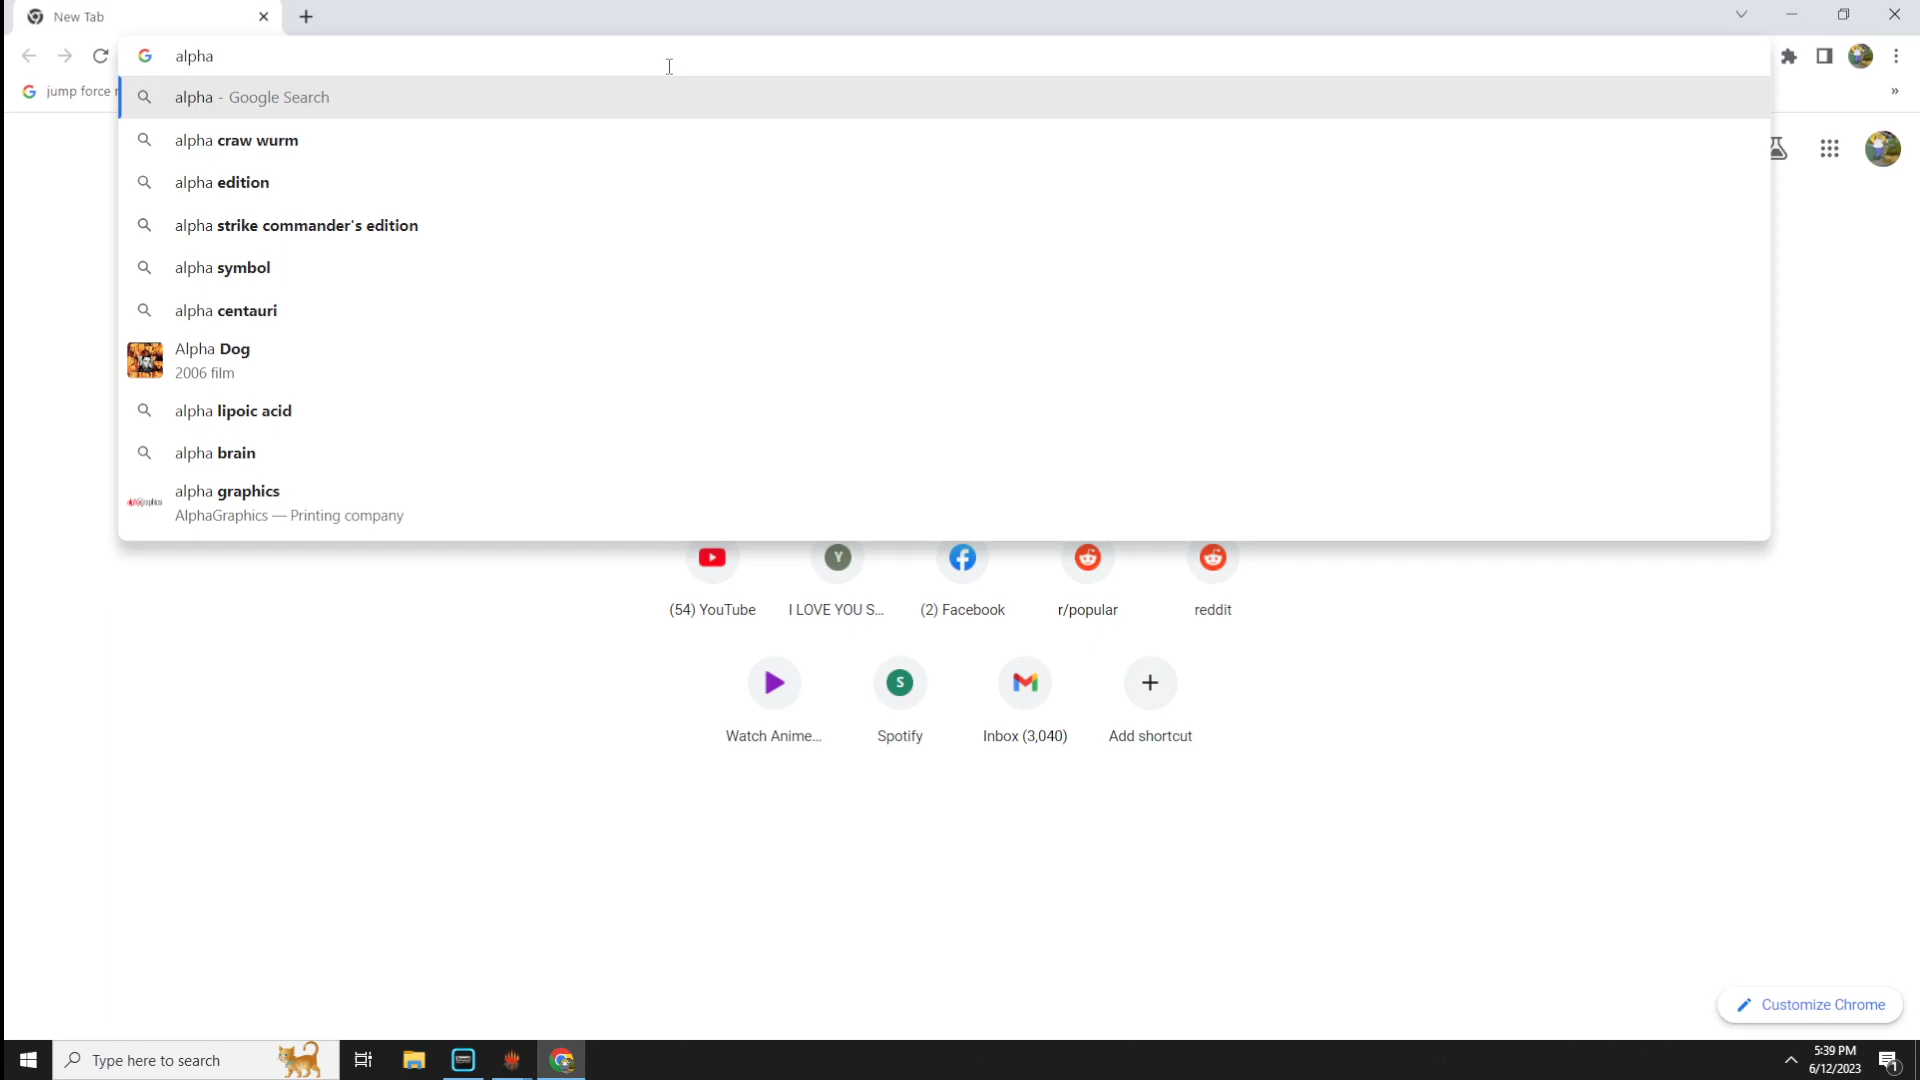 New Tab
alpha
jump force r
alpha - Google Search
alpha craw wurm
alpha edition
alpha strike commander's edition
alpha symbol
alpha centauri
Alpha Dog
2006 film
alpha lipoic acid
alpha brain
alpha graphics
AlphaGraphics — Printing company
Y
(54) YouTube
I LOVE YOU S...
(2) Facebook
r/popular
reddit
S
Watch Anime...
Spotify
Inbox (3,040)
Add shortcut
Customize Chrome
Type here to search
5:39 PM
6/12/2023
1